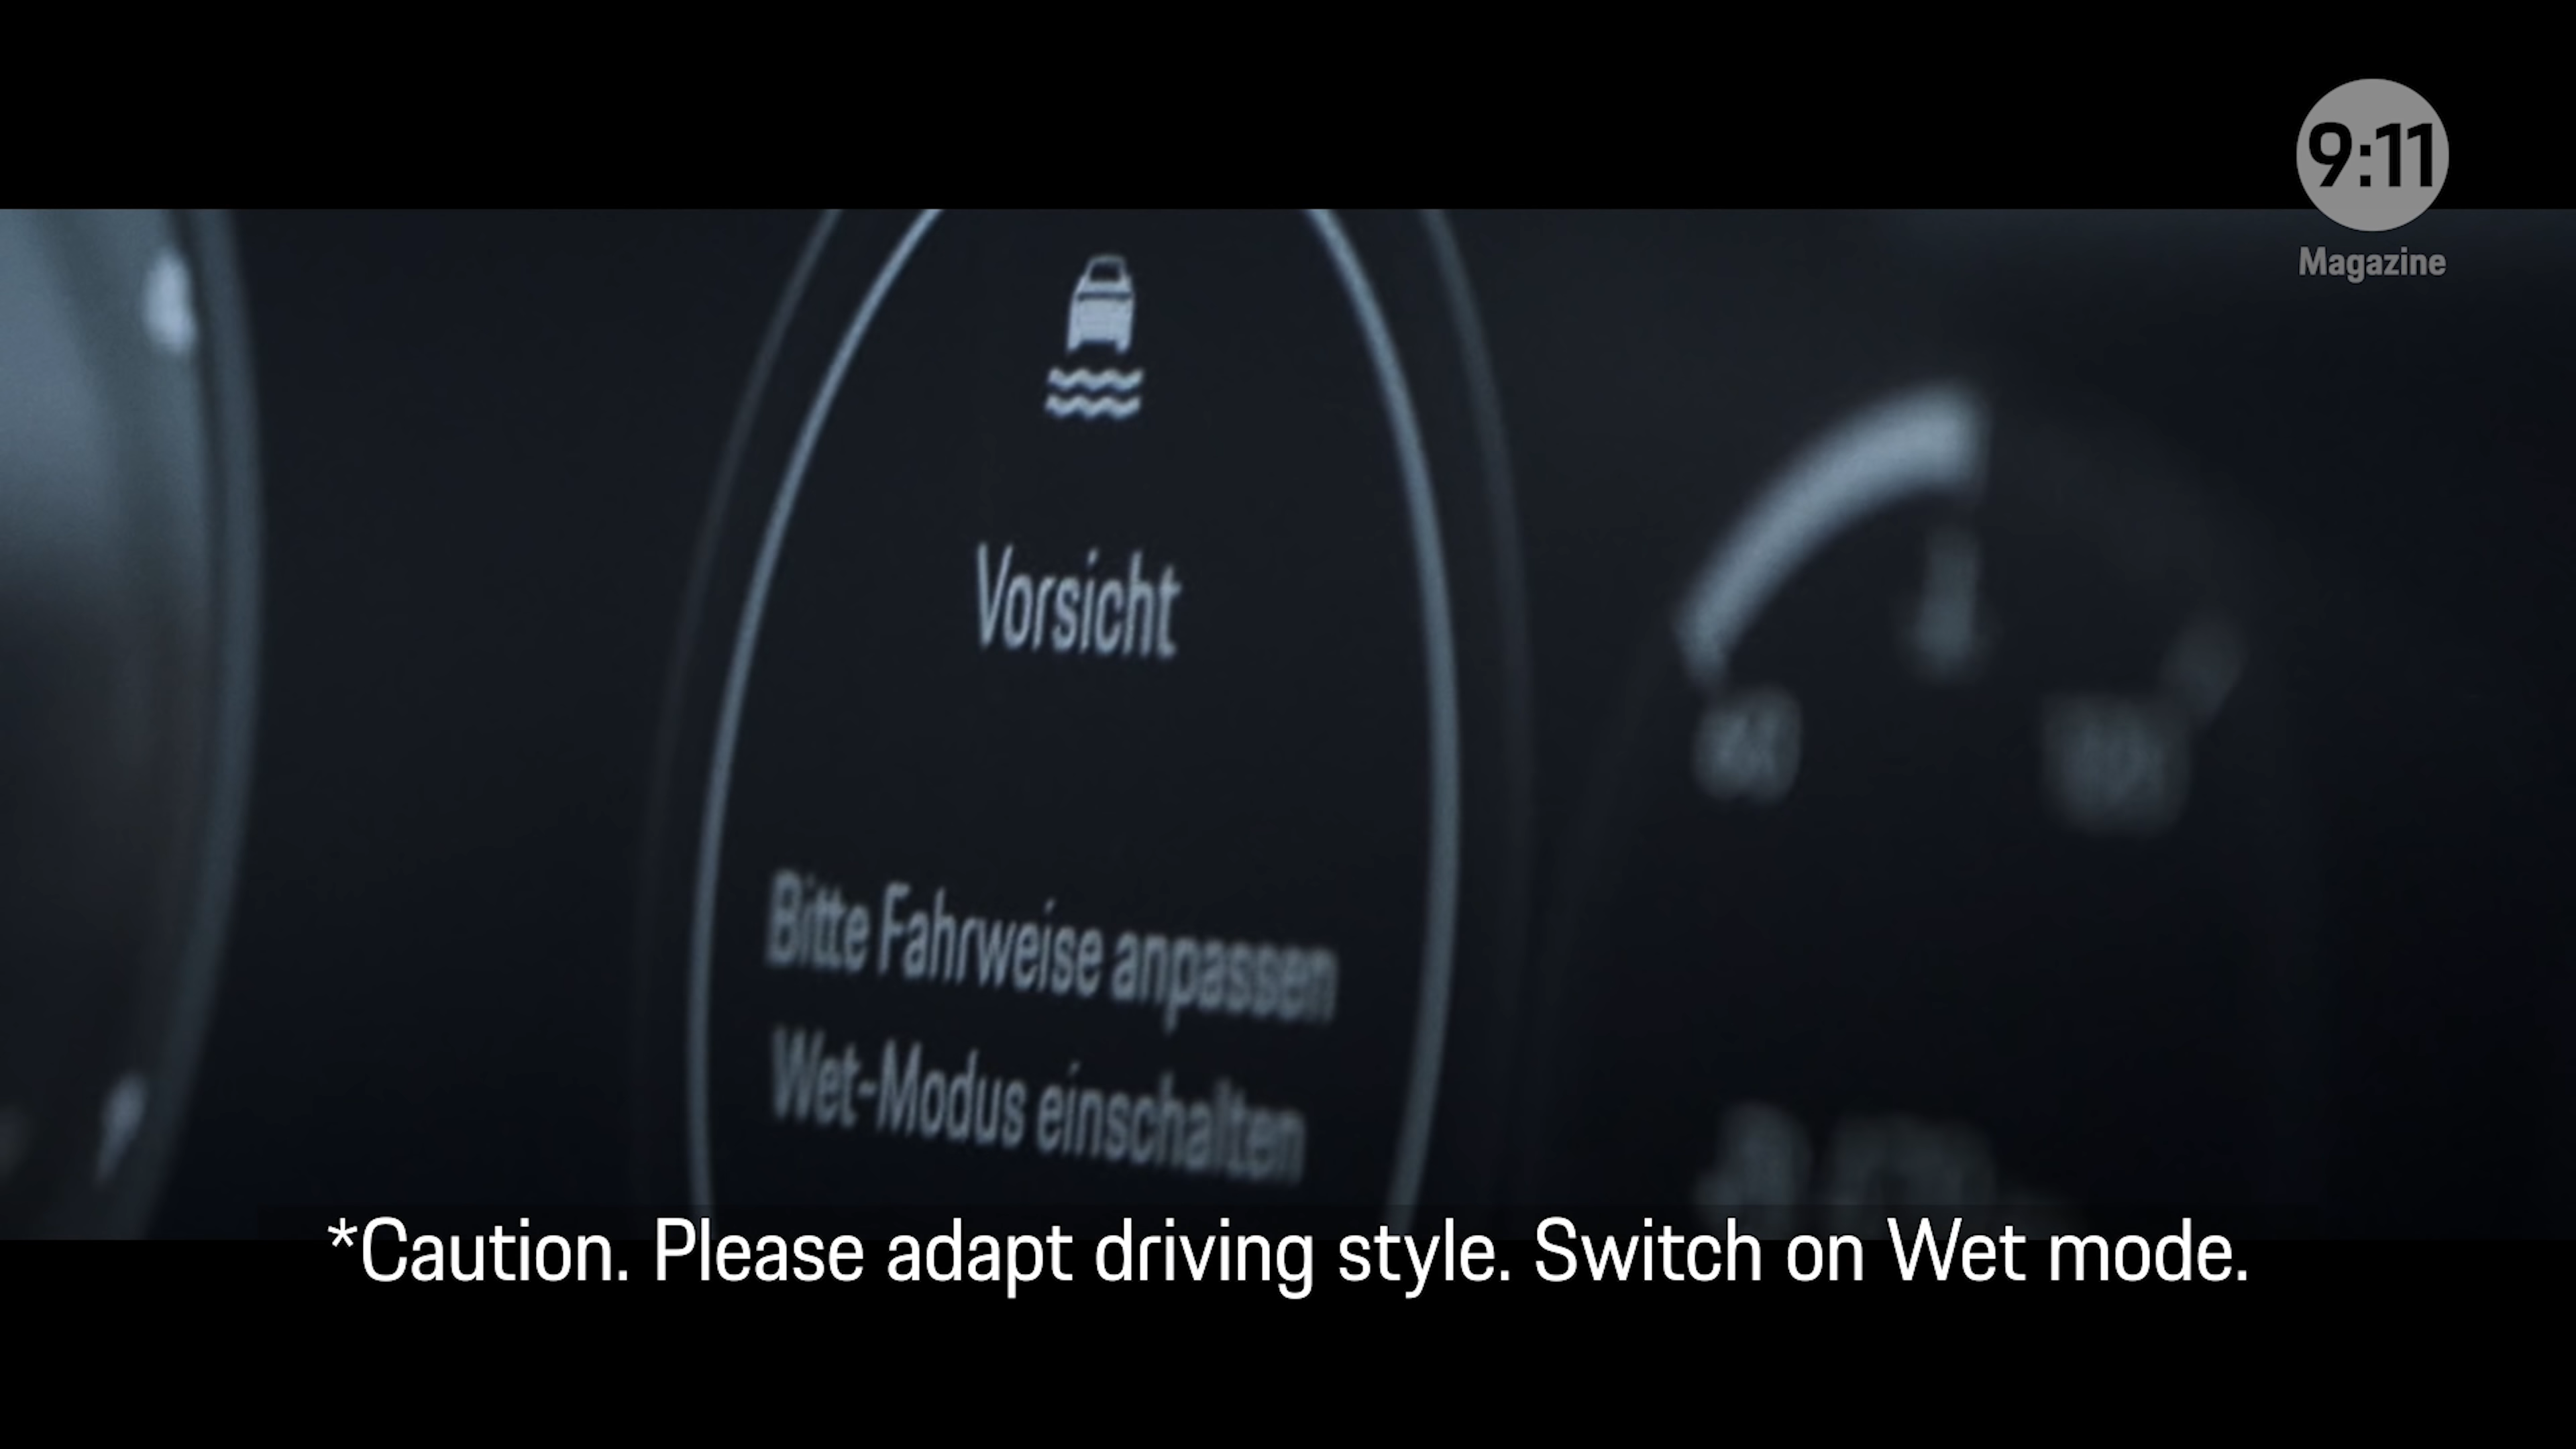 9:11
Magazine
Vorsicht
Bitte Fahrweise anpassen
Wet-Modus einschalten
*Caution. Please adapt driving style. Switch on Wet mode.